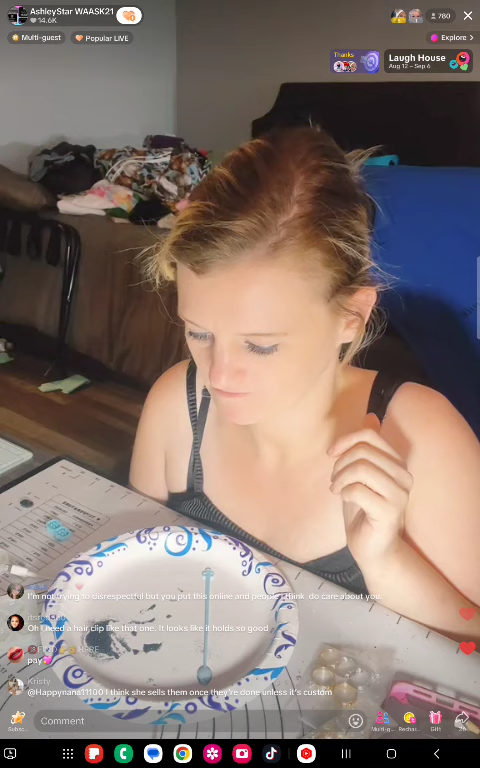 AshleyStar WAASK21
14.6K
780
Multi-guest
Popular LIVE
Explore >
Thanks
Laugh House
Aug 12 – Sep 6
I'm not trying to disrespectful but you put this online and people I think do care about you.
Oh I need a hair clip like that one. It looks like it holds so good
pay
Kristy
@Happynana11100 I think she sells them once they're done unless it's custom
Comment
Subsc...
Multi-g...
Rechar...
Gift